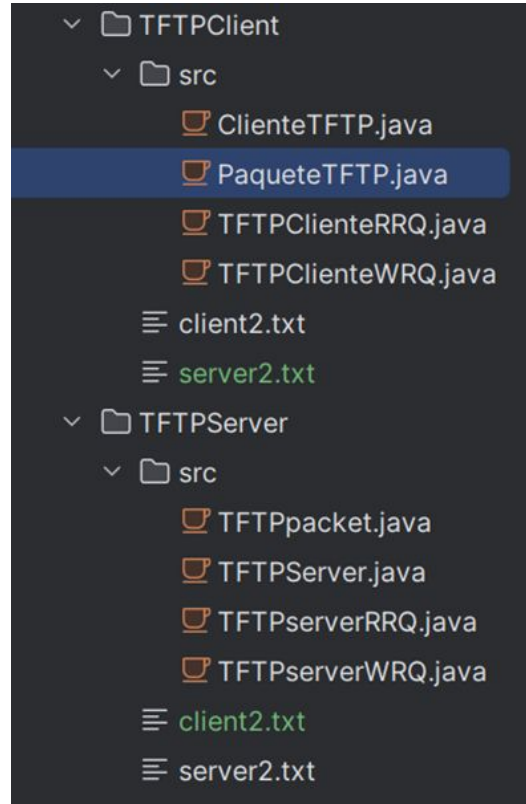 TFTPClient
src
ClienteTFTP.java
PaqueteTFTP.java
TFTPClienteRRQ.java
TFTPClienteWRQ.java
client2.txt
server2.txt
TFTPServer
src
TFTPpacket.java
TFTPServer.java
TFTPserverRRQ.java
TFTPserverWRQ.java
client2.txt
server2.txt